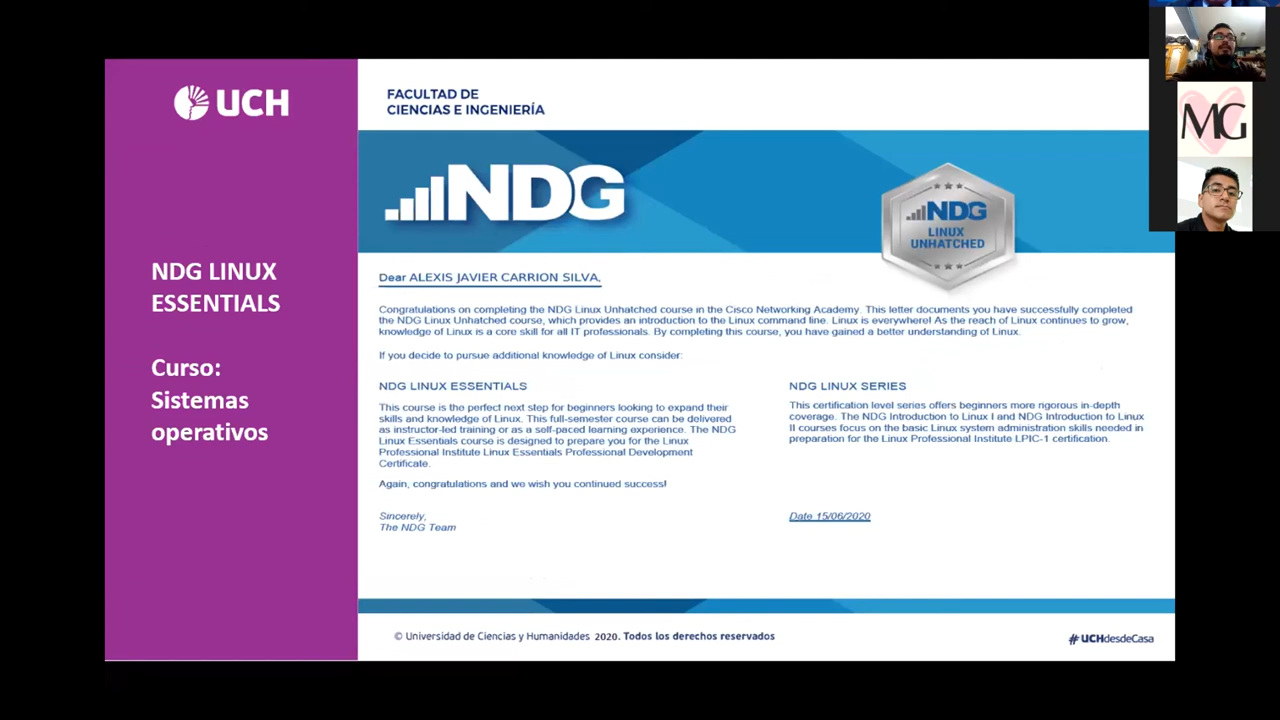 UCH
NDG LINUX
ESSENTIALS
Curso:
Sistemas
operativos
FACULTAD DE
CIENCIAS E INGENIERÍA
NDG
NDG
LINUX
UNHATCHED
Dear ALEXIS JAVIER CARRION SILVA,
Congratulations on completing the NDG Linux Unhatched course in the Cisco Networking Academy. This letter documents you have successfully completed
the NDG Linux Unhatched course, which provides an introduction to the Linux command line. Linux is everywhere! As the reach of Linux continues to grow,
knowledge of Linux is a core skill for all IT professionals. By completing this course, you have gained a better understanding of Linux.
If you decide to pursue additional knowledge of Linux consider:
NDG LINUX ESSENTIALS
This course is the perfect next step for beginners looking to expand their
skills and knowledge of Linux. This full-semester course can be delivered
as instructor-led training or as a self-paced learning experience. The NDG
Linux Essentials course is designed to prepare you for the Linux
Professional Institute Linux Essentials Professional Development
Certificate.
Again, congratulations and we wish you continued success!
Sincerely,
The NDG Team
NDG LINUX SERIES
This certification level series offers beginners more rigorous in-depth
coverage. The NDG Introduction to Linux I and NDG Introduction to Linux
II courses focus on the basic Linux system administration skills needed in
preparation for the Linux Professional Institute LPIC-1 certification.
Date 15/06/2020
© Universidad de Ciencias y Humanidades 2020. Todos los derechos reservados
#UCHdesdeCasa
MG